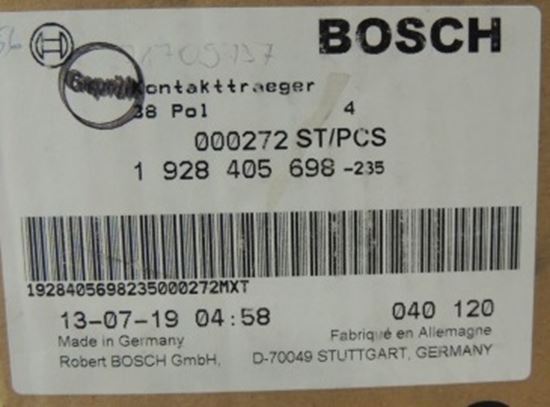 BOSCH
Geprüft
Kontakttraeger
38 Pol 4
000272 ST/PCS
1 928 405 698 -235
1928405698235000272MXT
13-07-19 04:58 040 120
Made in Germany Fabriqué en Allemagne
Robert BOSCH GmbH, D-70049 STUTTGART, GERMANY